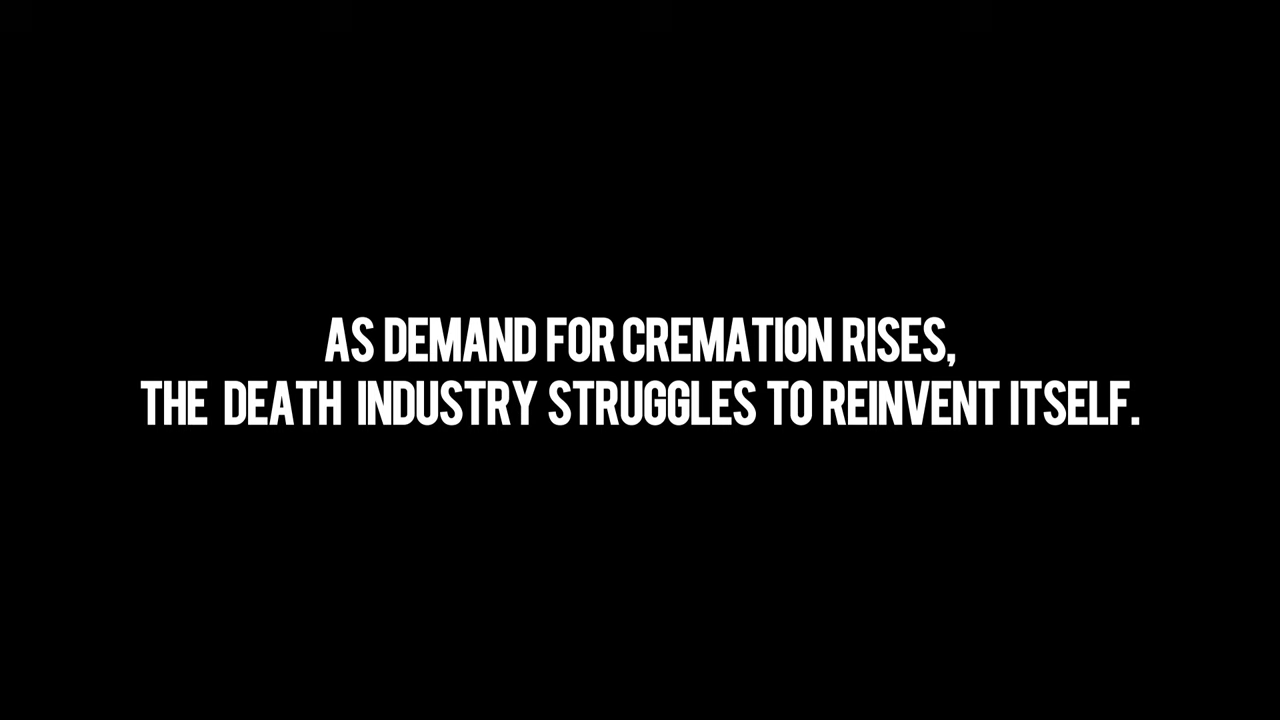 AS DEMAND FOR CREMATION RISES,
THE DEATH INDUSTRY STRUGGLES TO REINVENT ITSELF.